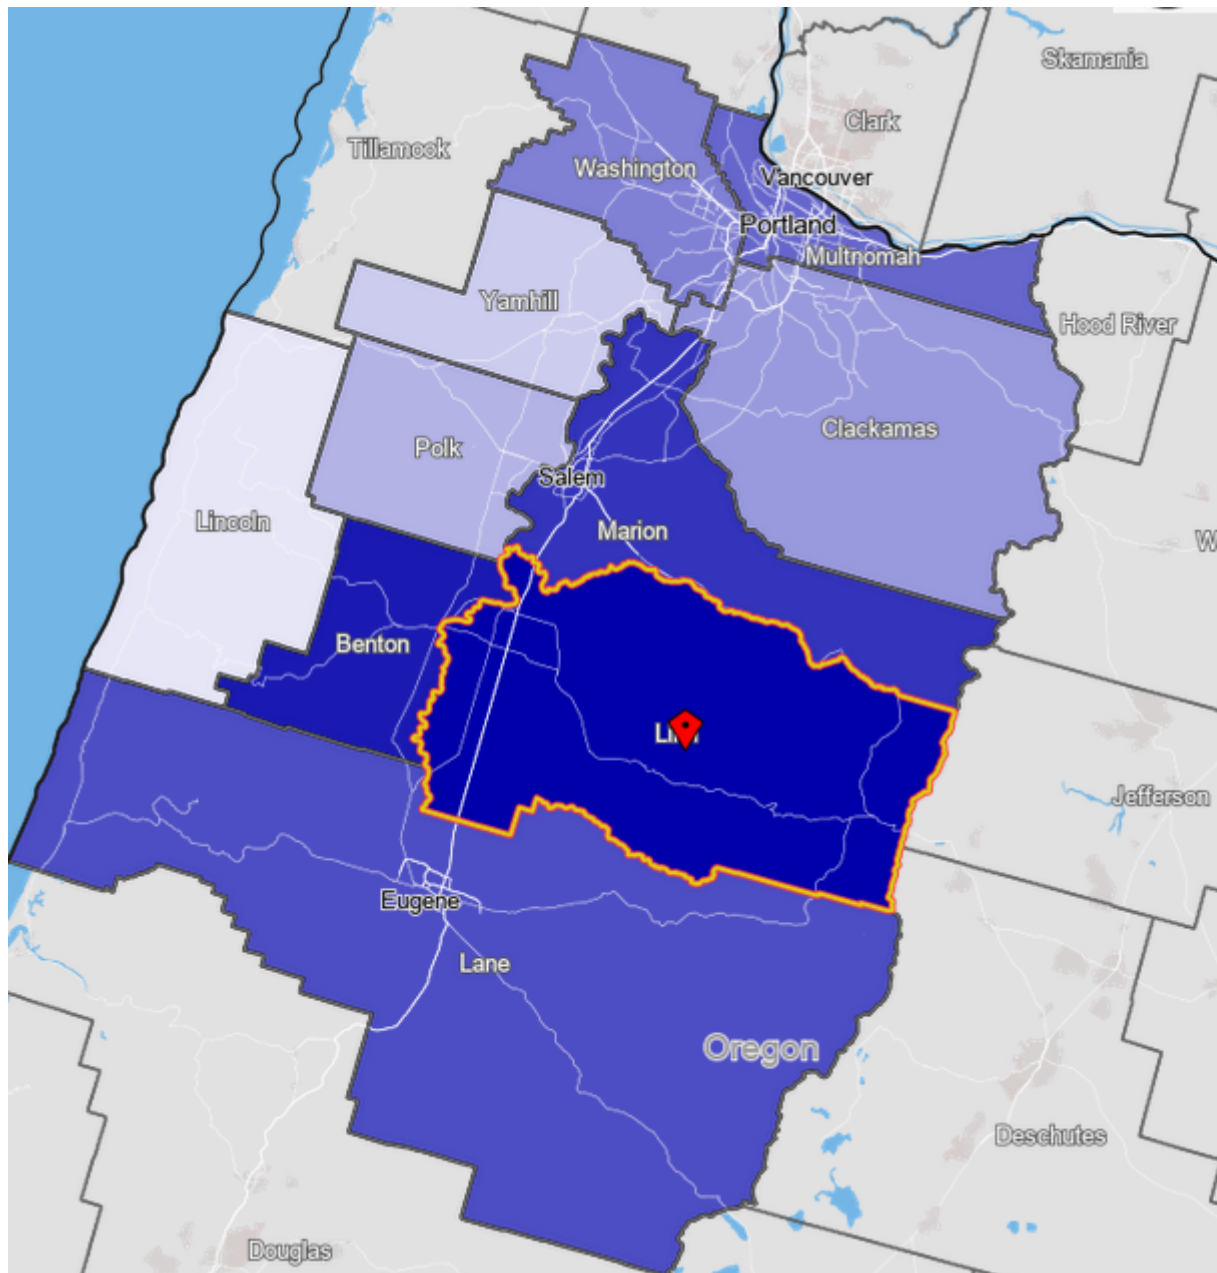 Skamania
Clark
Tillamook
Washington
Vancouver
Portland
Multnomah
Yamhill
Hood River
Clackamas
Polk
Salem
Lincoln
Marion
W
Benton
Jefferson
Eugene
Lane
Oregon
Deschutes
Douglas